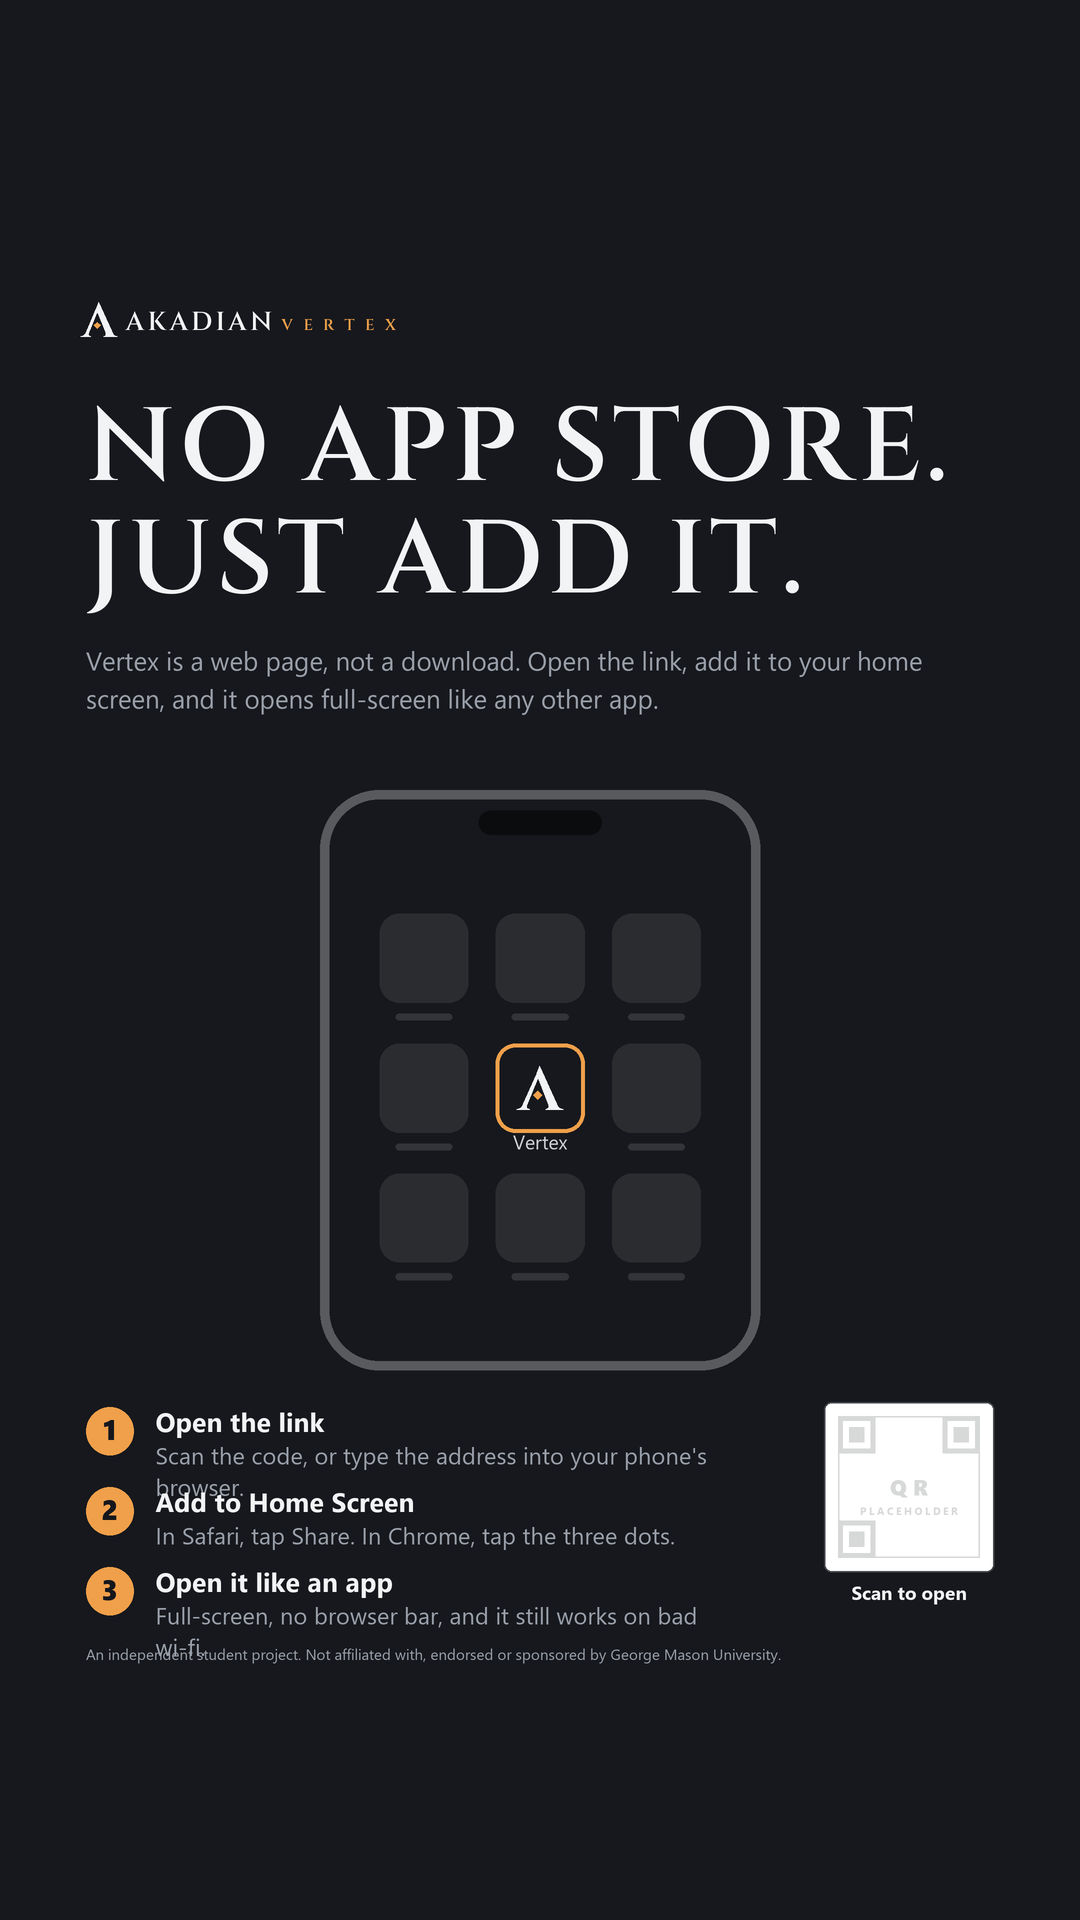 AKADIAN VERTEX
NO APP STORE.
JUST ADD IT.
Vertex is a web page, not a download. Open the link, add it to your home
screen, and it opens full-screen like any other app.
Vertex
1 Open the link
Scan the code, or type the address into your phone's
browser.
2 Add to Home Screen
In Safari, tap Share. In Chrome, tap the three dots.
3 Open it like an app
Full-screen, no browser bar, and it still works on bad
wi-fi.
QR
PLACEHOLDER
Scan to open
An independent student project. Not affiliated with, endorsed or sponsored by George Mason University.